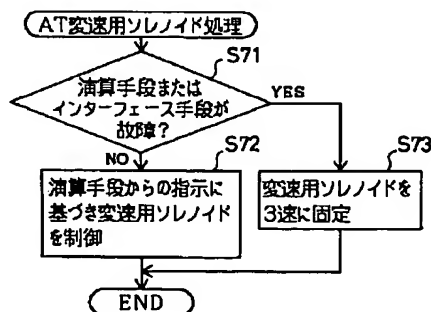 AT変速用ソレノイド処理
S71
演算手段または
インターフェース手段が
故障？
YES
NO
S72
S73
演算手段からの指示に
基づき変速用ソレノイド
を制御
変速用ソレノイドを
3速に固定
END